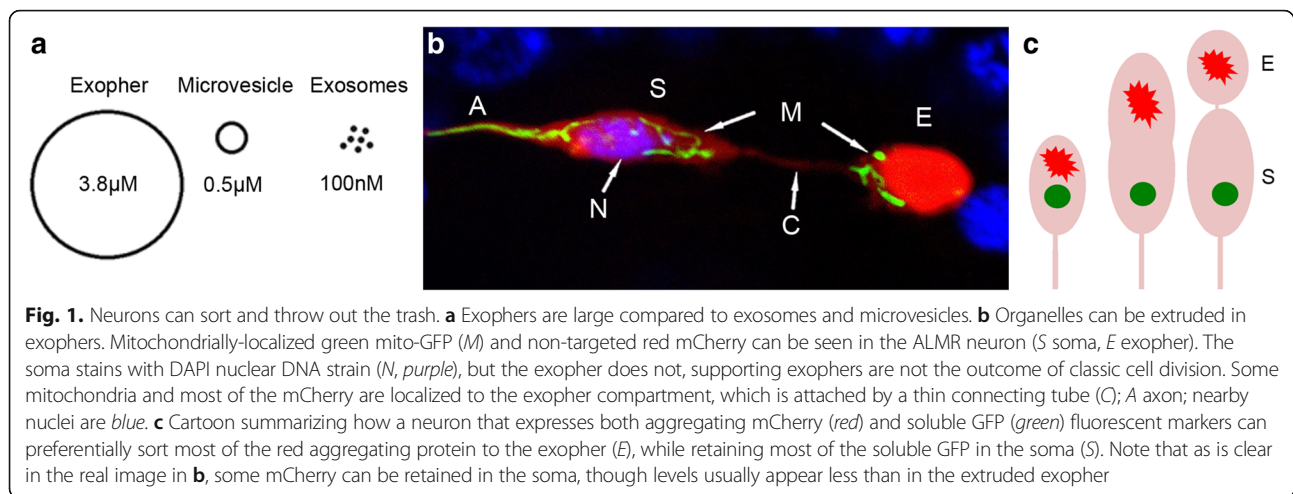 a
Exopher Microvesicle Exosomes
3.8µM 0.5µM 100nM
b
A S M E
N C
c
E
S
Fig. 1. Neurons can sort and throw out the trash. a Exophers are large compared to exosomes and microvesicles. b Organelles can be extruded in
exophers. Mitochondrially-localized green mito-GFP (M) and non-targeted red mCherry can be seen in the ALMR neuron (S soma, E exopher). The
soma stains with DAPI nuclear DNA strain (N, purple), but the exopher does not, supporting exophers are not the outcome of classic cell division. Some
mitochondria and most of the mCherry are localized to the exopher compartment, which is attached by a thin connecting tube (C); A axon; nearby
nuclei are blue. c Cartoon summarizing how a neuron that expresses both aggregating mCherry (red) and soluble GFP (green) fluorescent markers can
preferentially sort most of the red aggregating protein to the exopher (E), while retaining most of the soluble GFP in the soma (S). Note that as is clear
in the real image in b, some mCherry can be retained in the soma, though levels usually appear less than in the extruded exopher